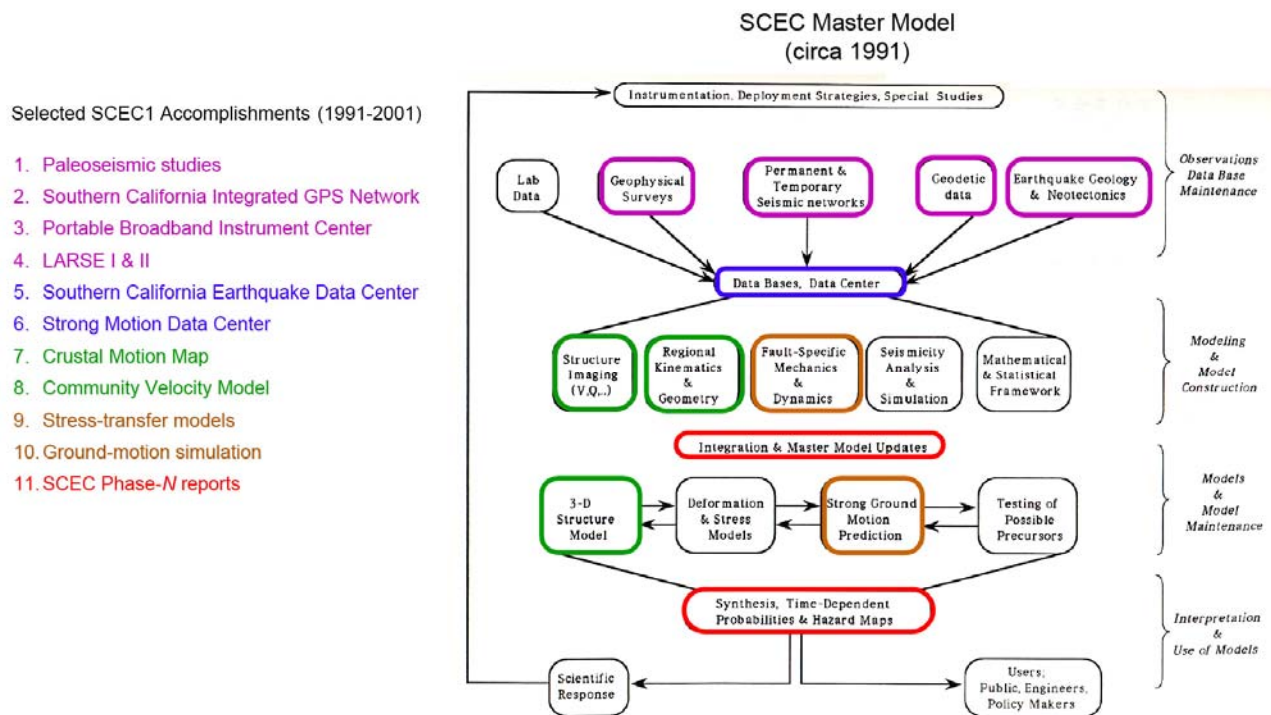 SCEC Master Model
(circa 1991)
Selected SCEC1 Accomplishments (1991-2001)
1. Paleoseismic studies
2. Southern California Integrated GPS Network
3. Portable Broadband Instrument Center
4. LARSE I & II
5. Southern California Earthquake Data Center
6. Strong Motion Data Center
7. Crustal Motion Map
8. Community Velocity Model
9. Stress-transfer models
10. Ground-motion simulation
11. SCEC Phase-N reports
Instrumentation, Deployment Strategies, Special Studies
Lab
Data
Geophysical
Surveys
Permanent &
Temporary
Seismic networks
Geodetic
data
Earthquake Geology
& Neotectonics
Observations
Data Base
Maintenance
Data Bases, Data Center
Structure
Imaging
(V,Q,..)
Regional
Kinematics
&
Geometry
Fault-Specific
Mechanics
&
Dynamics
Seismicity
Analysis
&
Simulation
Mathematical
& Statistical
Framework
Modeling
&
Model
Construction
Integration & Master Model Updates
3-D
Structure
Model
Deformation
& Stress
Models
Strong Ground
Motion
Prediction
Testing of
Possible
Precursors
Models
&
Model
Maintenance
Synthesis, Time-Dependent
Probabilities & Hazard Maps
Scientific
Response
Users;
Public, Engineers,
Policy Makers
Interpretation
&
Use of Models